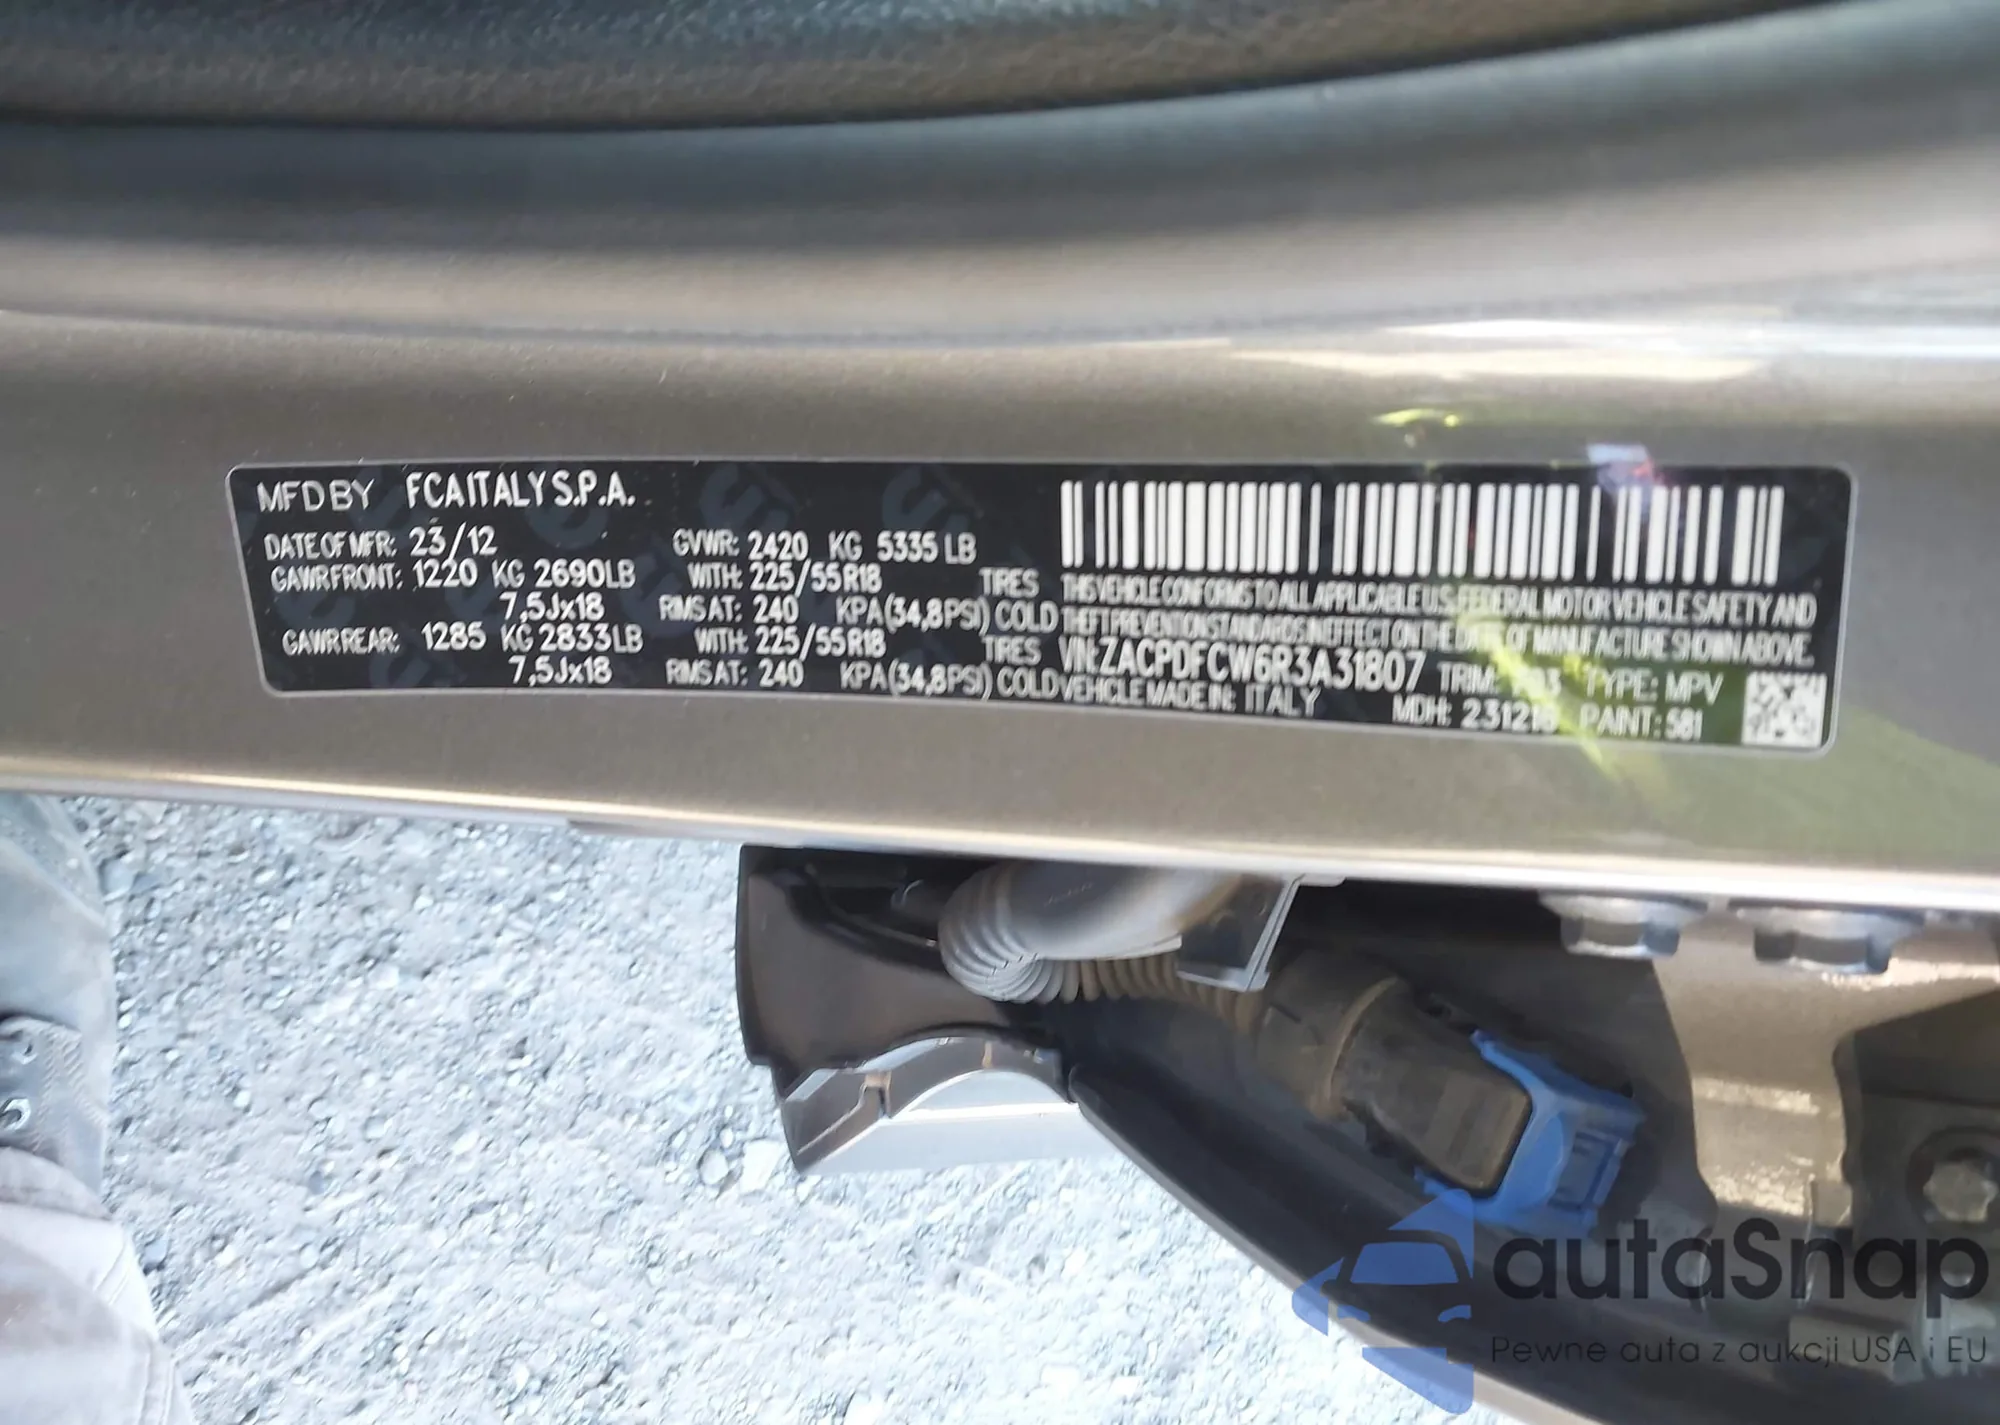 MFD BY FCA ITALY S.P.A.
DATE OF MFR: 23/12 GVWR: 2420 KG 5335 LB
GAWR FRONT: 1220 KG 2690LB WITH: 225/55R18 TIRES
7,5Jx18 RIMS AT: 240 KPA(34,8PSI) COLD
GAWR REAR: 1285 KG 2833LB WITH: 225/55R18 TIRES
7,5Jx18 RIMS AT: 240 KPA(34,8PSI) COLD
THIS VEHICLE CONFORMS TO ALL APPLICABLE U.S. FEDERAL MOTOR VEHICLE SAFETY AND
THEFT PREVENTION STANDARDS IN EFFECT ON THE DATE OF MANUFACTURE SHOWN ABOVE.
VIN: ZACPDFCW6R3A31807 TRIM: TYPE: MPV
VEHICLE MADE IN: ITALY MDH: PAINT: 581
autaSnap
Pewne auta z aukcji USA i EU